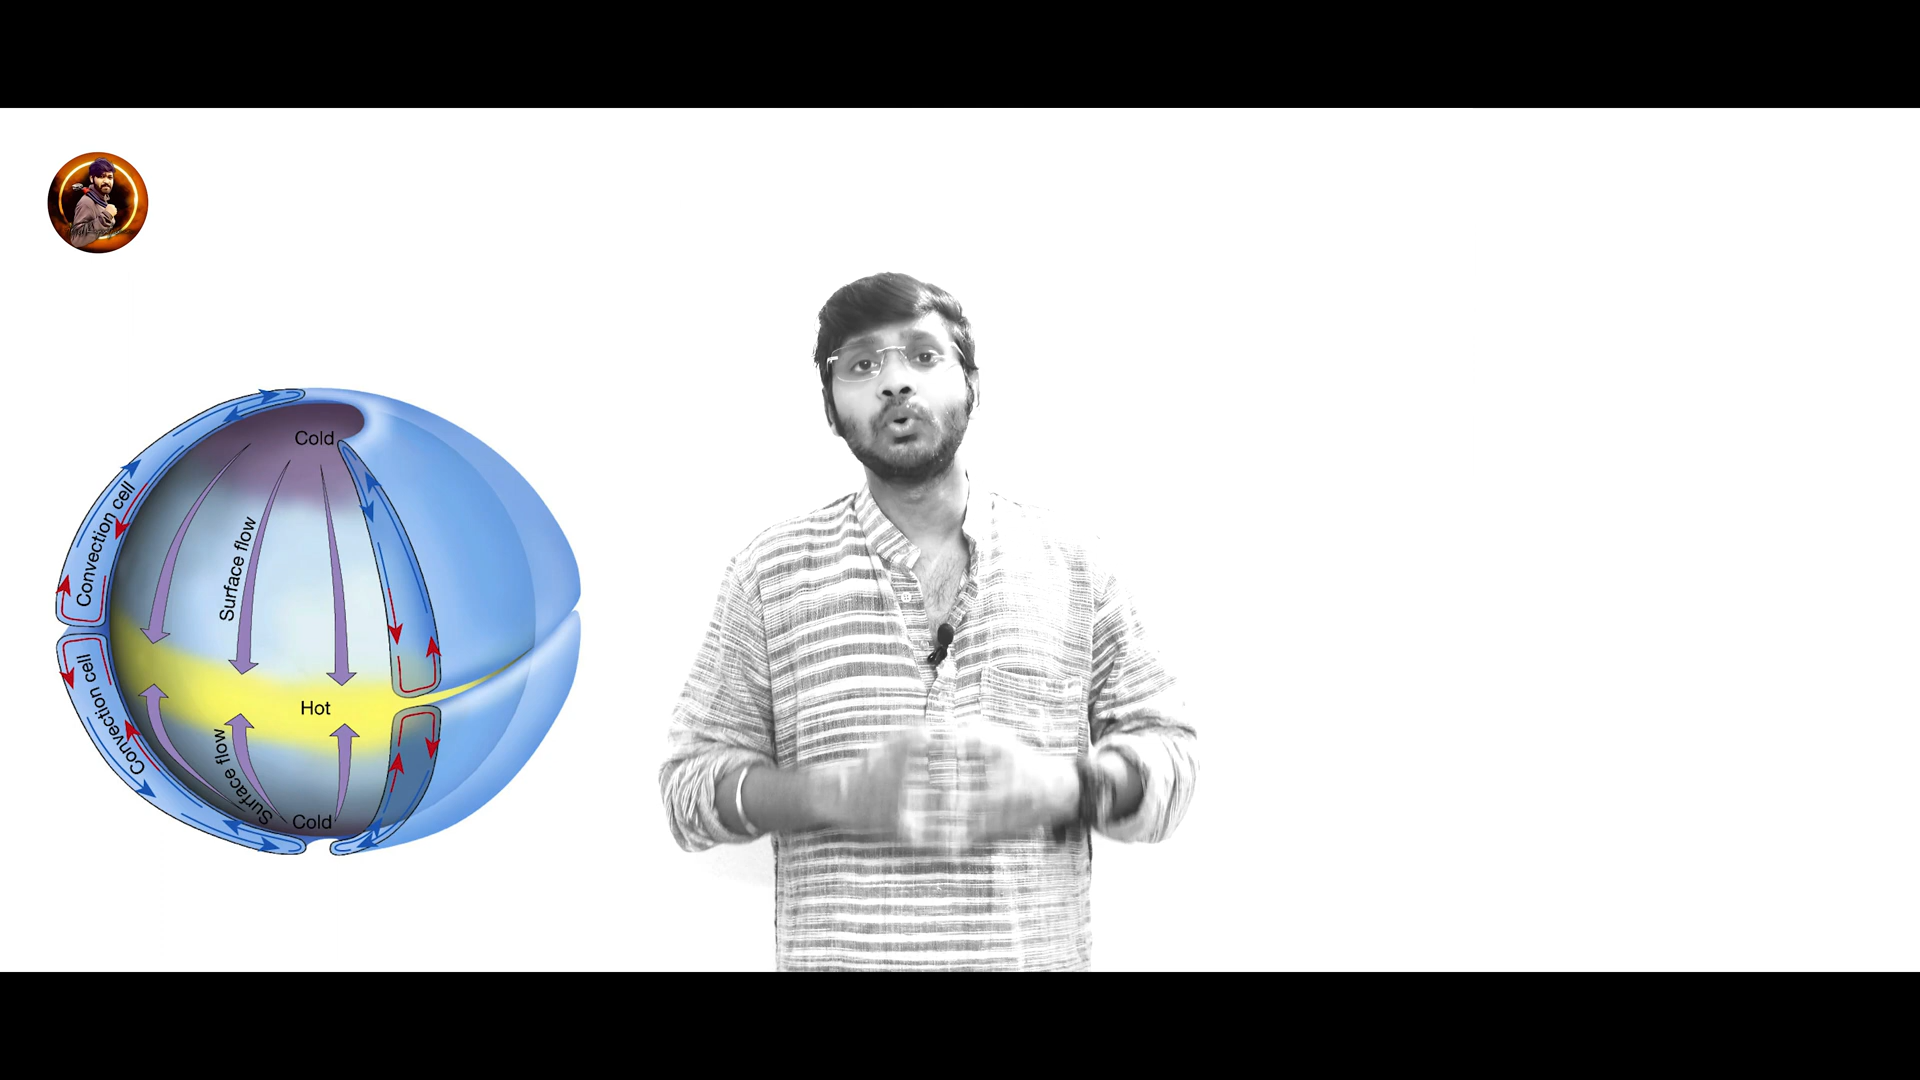 Cold
Convection cell
Surface flow
Hot
Convection cell
Surface flow
Cold